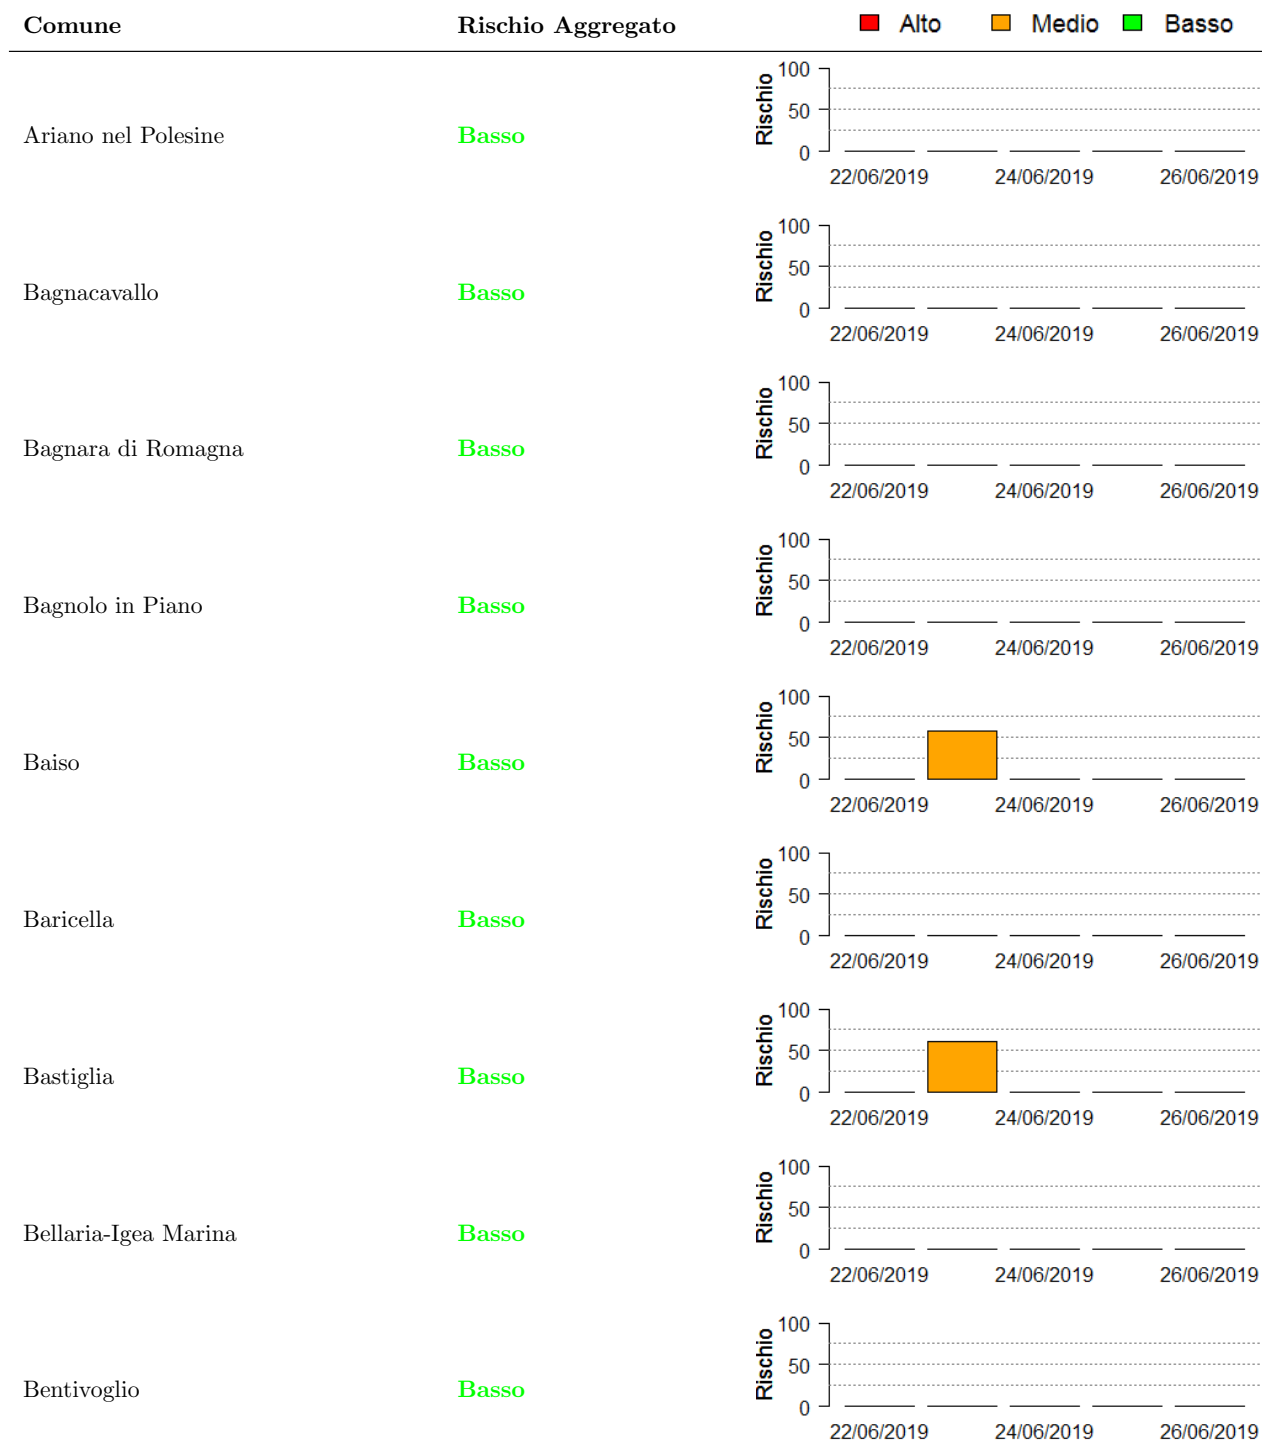 Comune Rischio Aggregato Alto Medio Basso
Ariano nel Polesine Basso Rischio 100 50 0
22/06/2019 24/06/2019 26/06/2019
Bagnacavallo Basso Rischio 100 50 0
22/06/2019 24/06/2019 26/06/2019
Bagnara di Romagna Basso Rischio 100 50 0
22/06/2019 24/06/2019 26/06/2019
Bagnolo in Piano Basso Rischio 100 50 0
22/06/2019 24/06/2019 26/06/2019
Baiso Basso Rischio 100 50 0
22/06/2019 24/06/2019 26/06/2019
Baricella Basso Rischio 100 50 0
22/06/2019 24/06/2019 26/06/2019
Bastiglia Basso Rischio 100 50 0
22/06/2019 24/06/2019 26/06/2019
Bellaria-Igea Marina Basso Rischio 100 50 0
22/06/2019 24/06/2019 26/06/2019
Bentivoglio Basso Rischio 100 50 0
22/06/2019 24/06/2019 26/06/2019